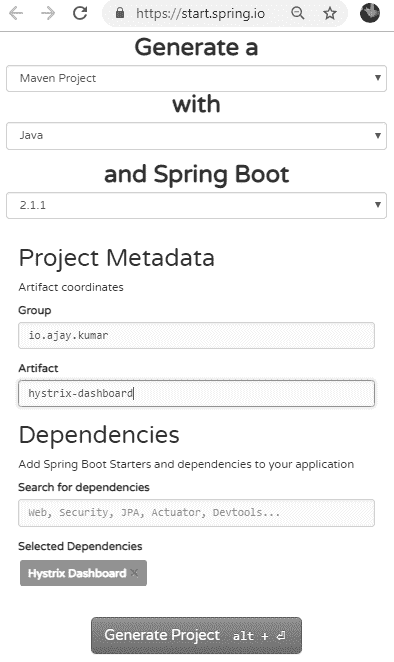 https://start.spring.io
Generate a
Maven Project
with
Java
and Spring Boot
2.1.1
Project Metadata
Artifact coordinates
Group
io.ajay.kumar
Artifact
hystrix-dashboard
Dependencies
Add Spring Boot Starters and dependencies to your application
Search for dependencies
Web, Security, JPA, Actuator, Devtools...
Selected Dependencies
Hystrix Dashboard ×
Generate Project alt + ⏎